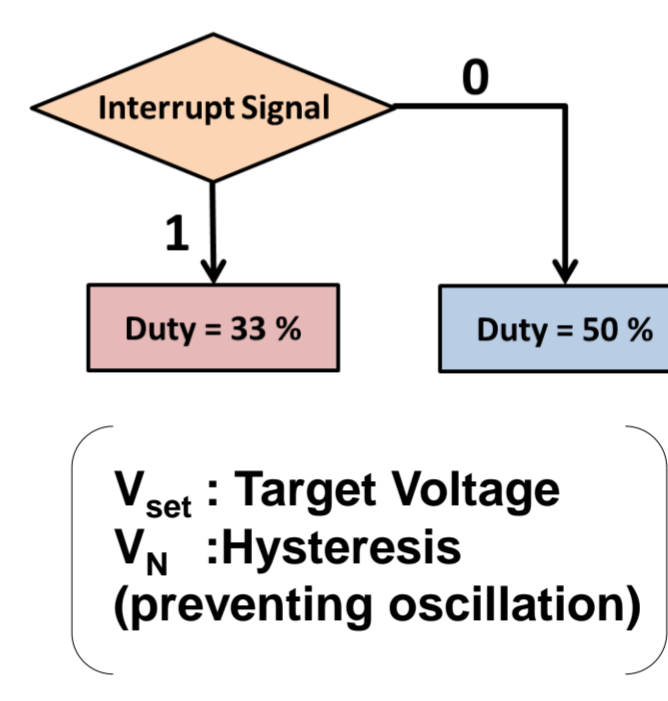 0
Interrupt Signal
1
Duty = 33 %
Duty = 50 %
Vset : Target Voltage
VN :Hysteresis
(preventing oscillation)